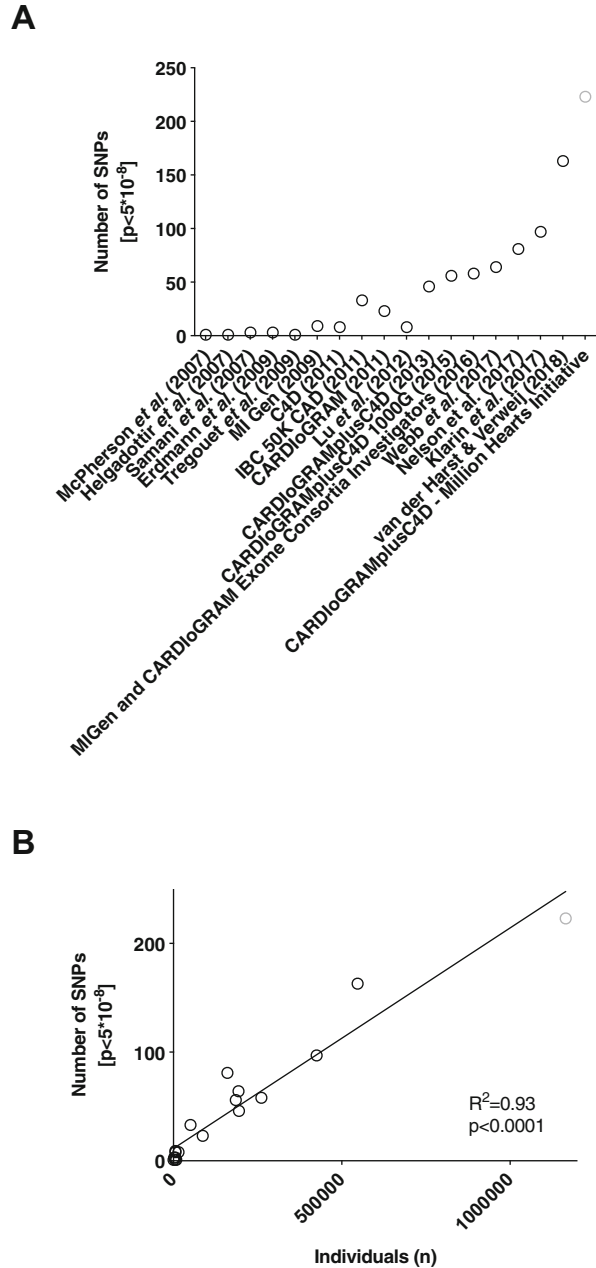 A
Number of SNPs
[p<5*10-8]
250
200
150
100
50
0
McPherson et al. (2007)
Helgadottir et al. (2007)
Samani et al. (2007)
Erdmann et al. (2009)
Tregouet et al. (2009)
MI Gen (2009)
C4D (2011)
IBC 50K CAD (2011)
CARDIoGRAM (2011)
Lu et al. (2012)
CARDIoGRAMplusC4D (2013)
CARDIoGRAMplusC4D 1000G (2015)
MIGen and CARDIoGRAM Exome Consortia Investigators (2016)
Webb et al. (2017)
Nelson et al. (2017)
Klarin et al. (2017)
van der Harst & Verweij (2018)
CARDIoGRAMplusC4D - Million Hearts Initiative
B
Number of SNPs
[p<5*10-8]
200
100
0
R2=0.93
p<0.0001
0
500000
1000000
Individuals (n)